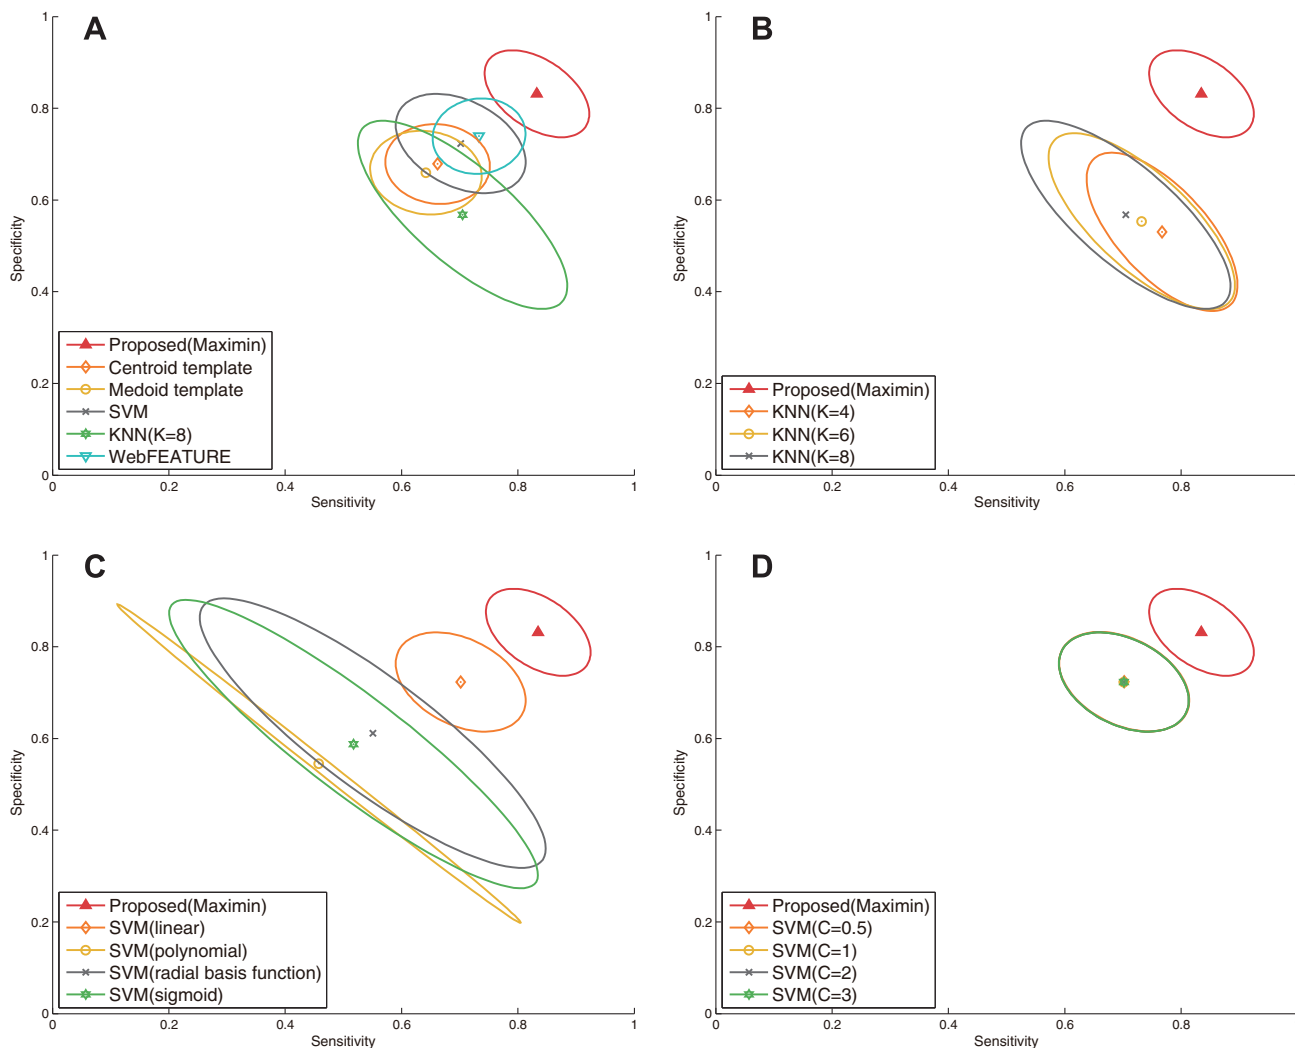 A
1
0.8
0.6
0.4
0.2
0
Specificity
Proposed(Maximin)
Centroid template
Medoid template
SVM
KNN(K=8)
WebFEATURE
0
0.2
0.4
0.6
0.8
1
Sensitivity
B
1
0.8
0.6
0.4
0.2
0
Specificity
Proposed(Maximin)
KNN(K=4)
KNN(K=6)
KNN(K=8)
0
0.2
0.4
0.6
0.8
Sensitivity
C
1
0.8
0.6
0.4
0.2
0
Specificity
Proposed(Maximin)
SVM(linear)
SVM(polynomial)
SVM(radial basis function)
SVM(sigmoid)
0
0.2
0.4
0.6
0.8
1
Sensitivity
D
1
0.8
0.6
0.4
0.2
0
Specificity
Proposed(Maximin)
SVM(C=0.5)
SVM(C=1)
SVM(C=2)
SVM(C=3)
0
0.2
0.4
0.6
0.8
Sensitivity